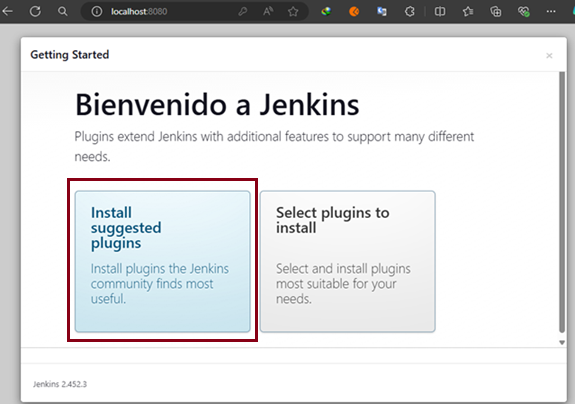 localhost:8080
Getting Started
Bienvenido a Jenkins
Plugins extend Jenkins with additional features to support many different
needs.
Install
suggested
plugins
Install plugins the Jenkins
community finds most
useful.
Select plugins to
install
Select and install plugins
most suitable for your
needs.
Jenkins 2.452.3